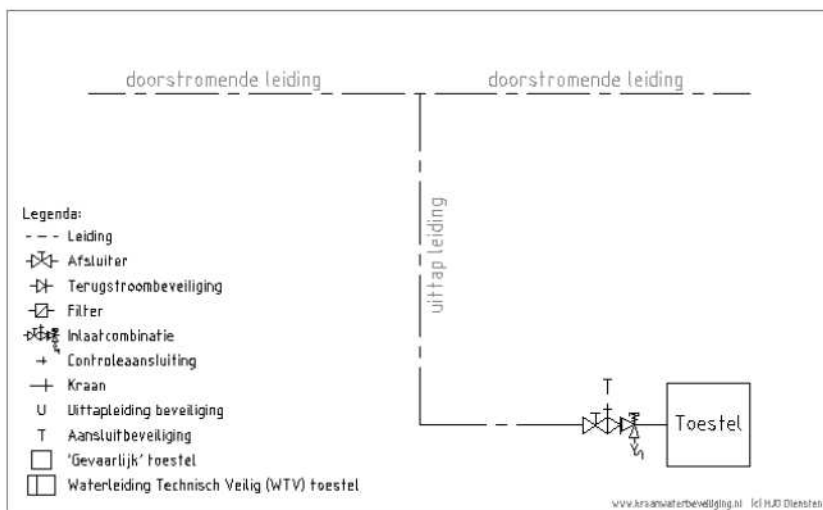 doorstromende leiding
doorstromende leiding
uittap leiding
Legenda:
Leiding
Afsluiter
Terugstroombeveiliging
Filter
Inlaatcombinatie
Controleaansluiting
Kraan
U Uittapleiding beveiliging
T Aansluitbeveiliging
'Gevaarlijk' toestel
Waterleiding Technisch Veilig (WTV) toestel
T
Toestel
www.kraanwaterbeveiliging.nl (c) HJO Diensten